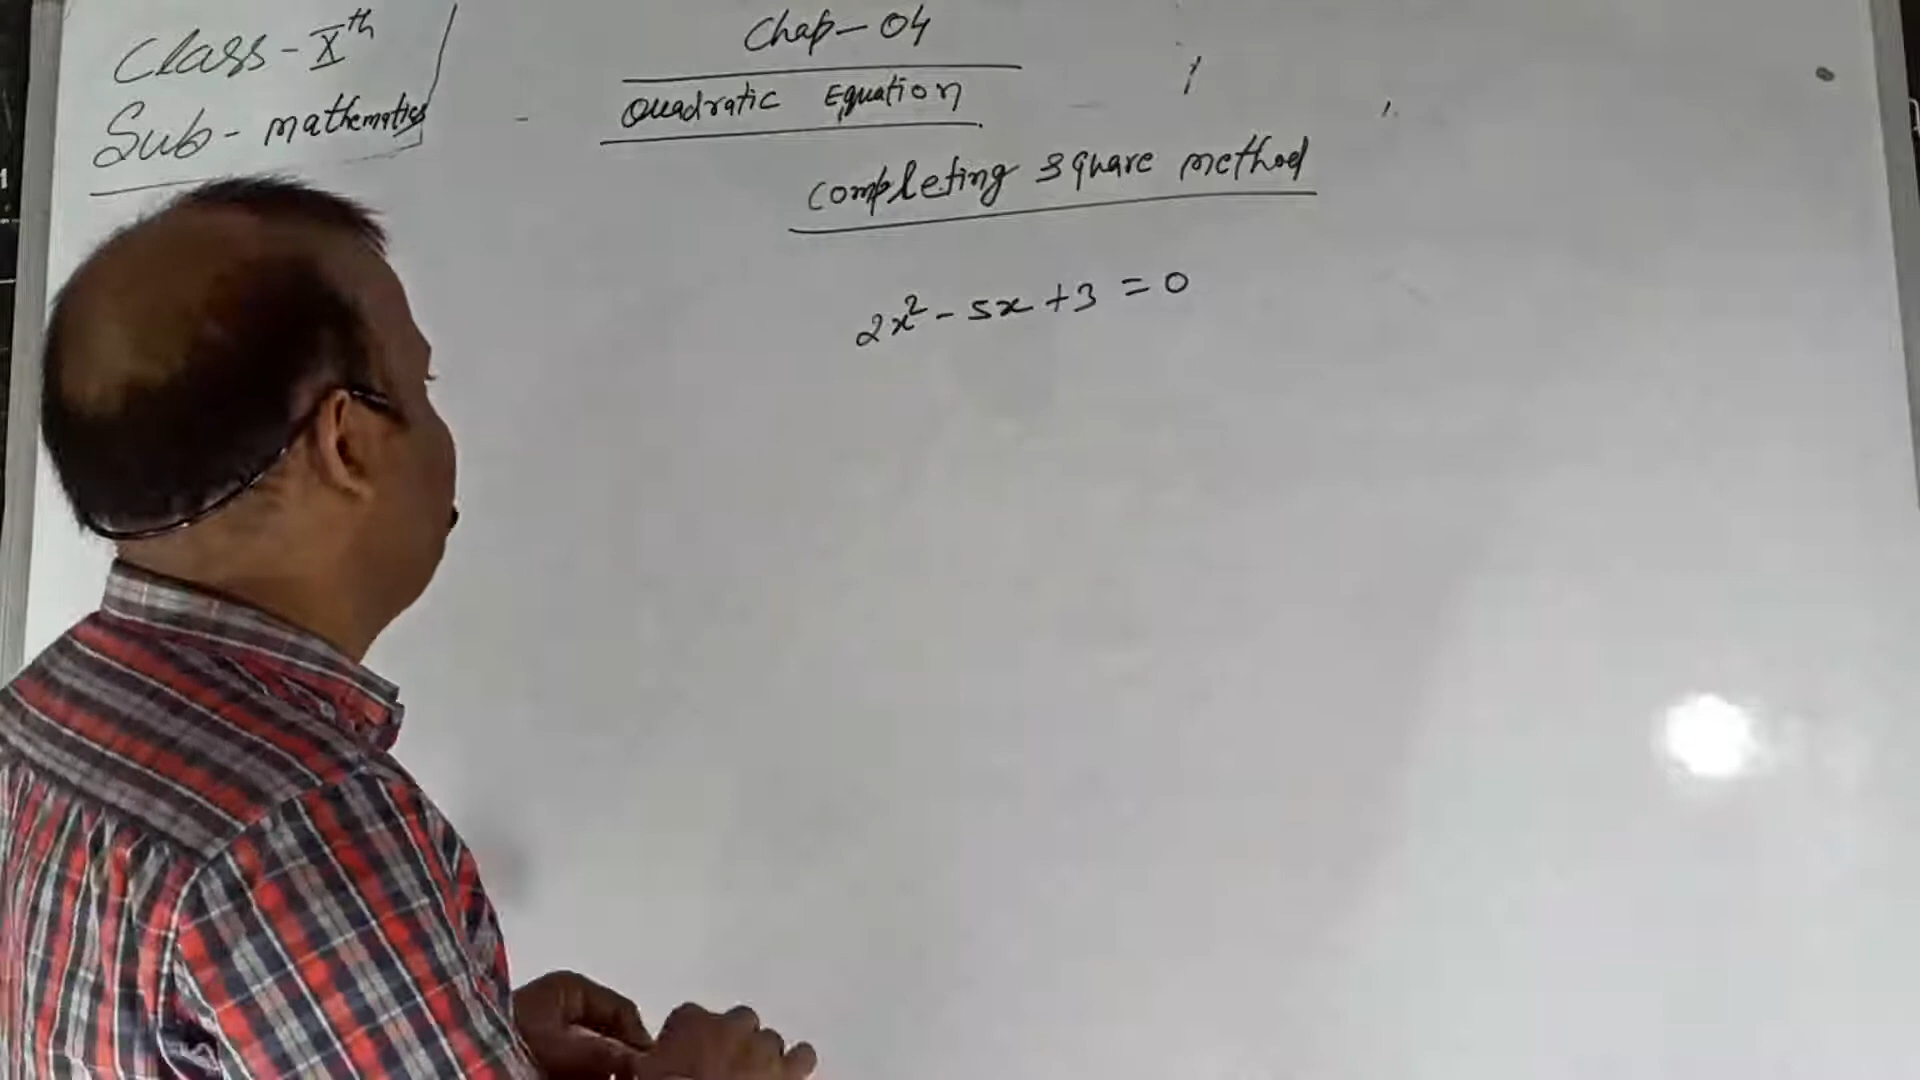 Class - Xth
Sub - mathematics
Chap - 04
Quadratic Equation
completing square method
2x² - 5x + 3 = 0